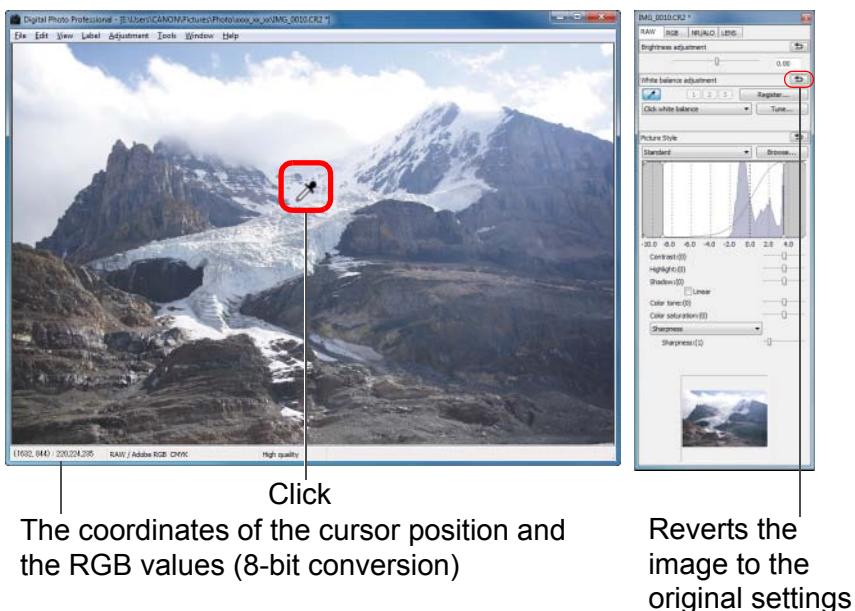 Digital Photo Professional - [E:\Users\CANON\Pictures\Photo\xxxx_xx_xx\IMG_0010.CR2 *]
File Edit View Label Adjustment Tools Window Help
(1632, 844) : 220,224,235 RAW / Adobe RGB CMYK High quality
Click
The coordinates of the cursor position and
the RGB values (8-bit conversion)
IMG_0010.CR2 *
RAW RGB NR/ALO LENS
Brightness adjustment
0.00
White balance adjustment
1 2 3 Register...
Click white balance Tune...
Picture Style
Standard Browse...
-10.0 -8.0 -6.0 -4.0 -2.0 0.0 2.0 4.0
Contrast:(0)
Highlight:(0)
Shadow:(0)
Linear
Color tone:(0)
Color saturation:(0)
Sharpness
Sharpness:(1)
Reverts the
image to the
original settings